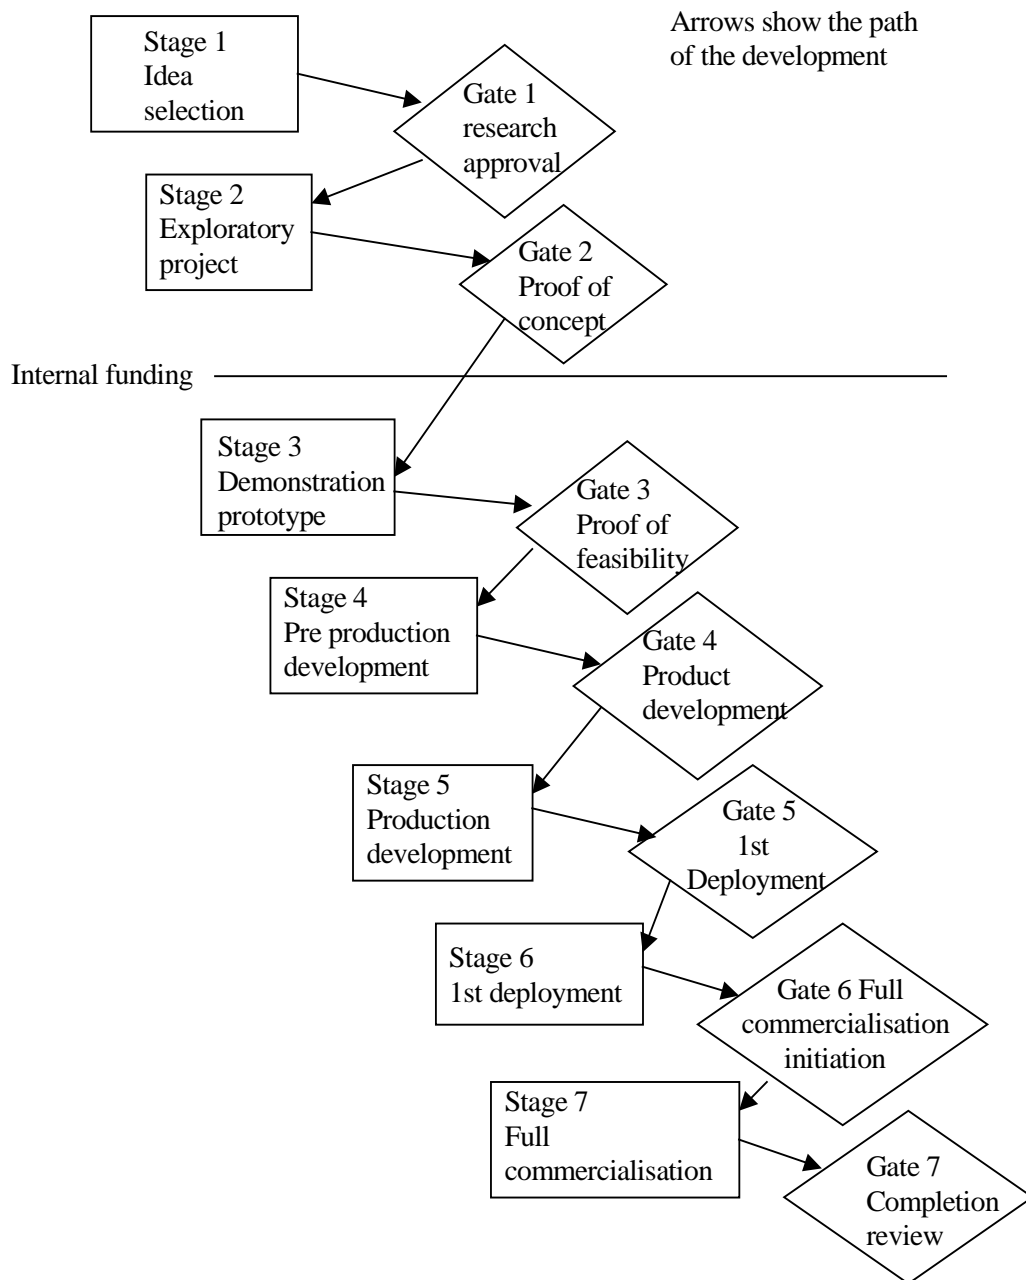 Arrows show the path
of the development
Stage 1
Idea
selection
Gate 1
research
approval
Stage 2
Exploratory
project
Gate 2
Proof of
concept
Internal funding
Stage 3
Demonstration
prototype
Gate 3
Proof of
feasibility
Stage 4
Pre production
development
Gate 4
Product
development
Stage 5
Production
development
Gate 5
1st
Deployment
Stage 6
1st deployment
Gate 6 Full
commercialisation
initiation
Stage 7
Full
commercialisation
Gate 7
Completion
review